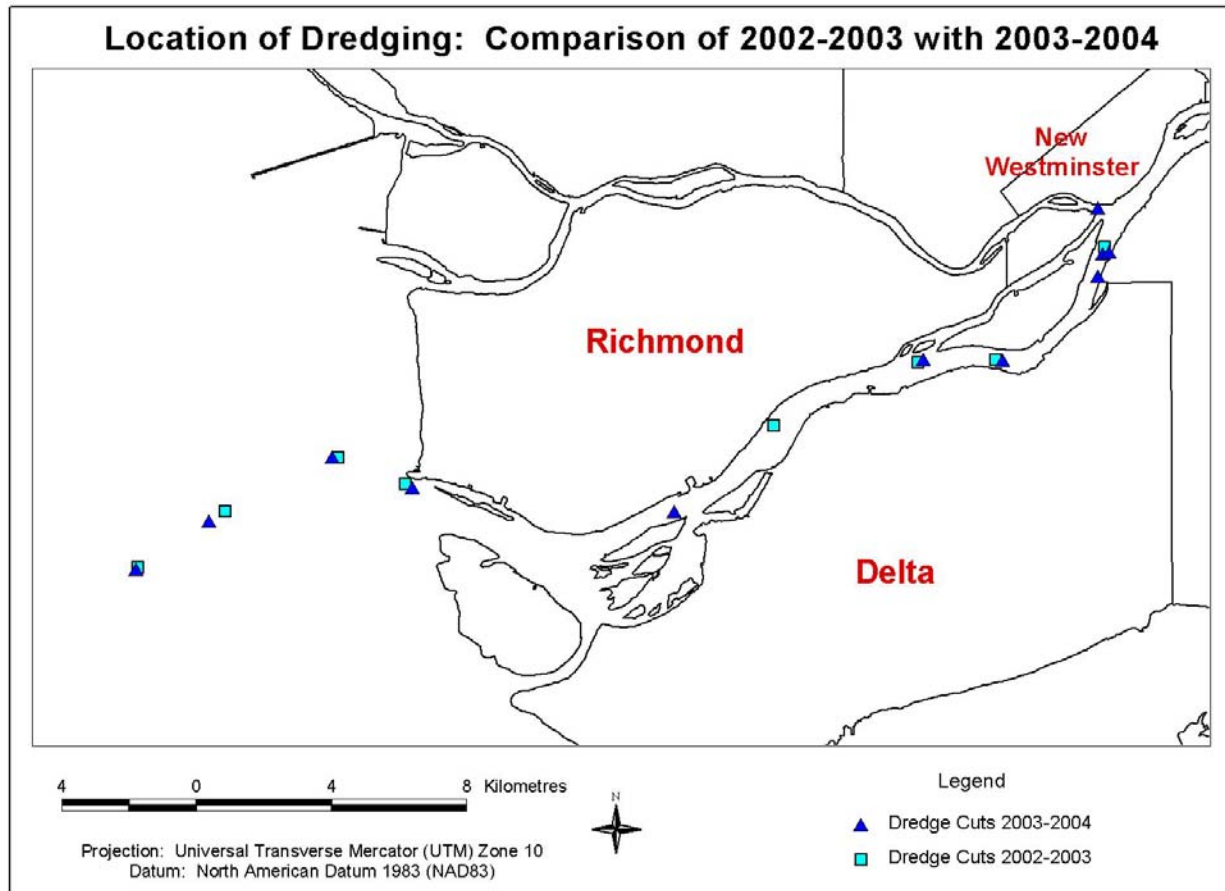 Location of Dredging: Comparison of 2002-2003 with 2003-2004
New
Westminster
Richmond
Delta
4 0 4 8 Kilometres
N
Projection: Universal Transverse Mercator (UTM) Zone 10
Datum: North American Datum 1983 (NAD83)
Legend
Dredge Cuts 2003-2004
Dredge Cuts 2002-2003